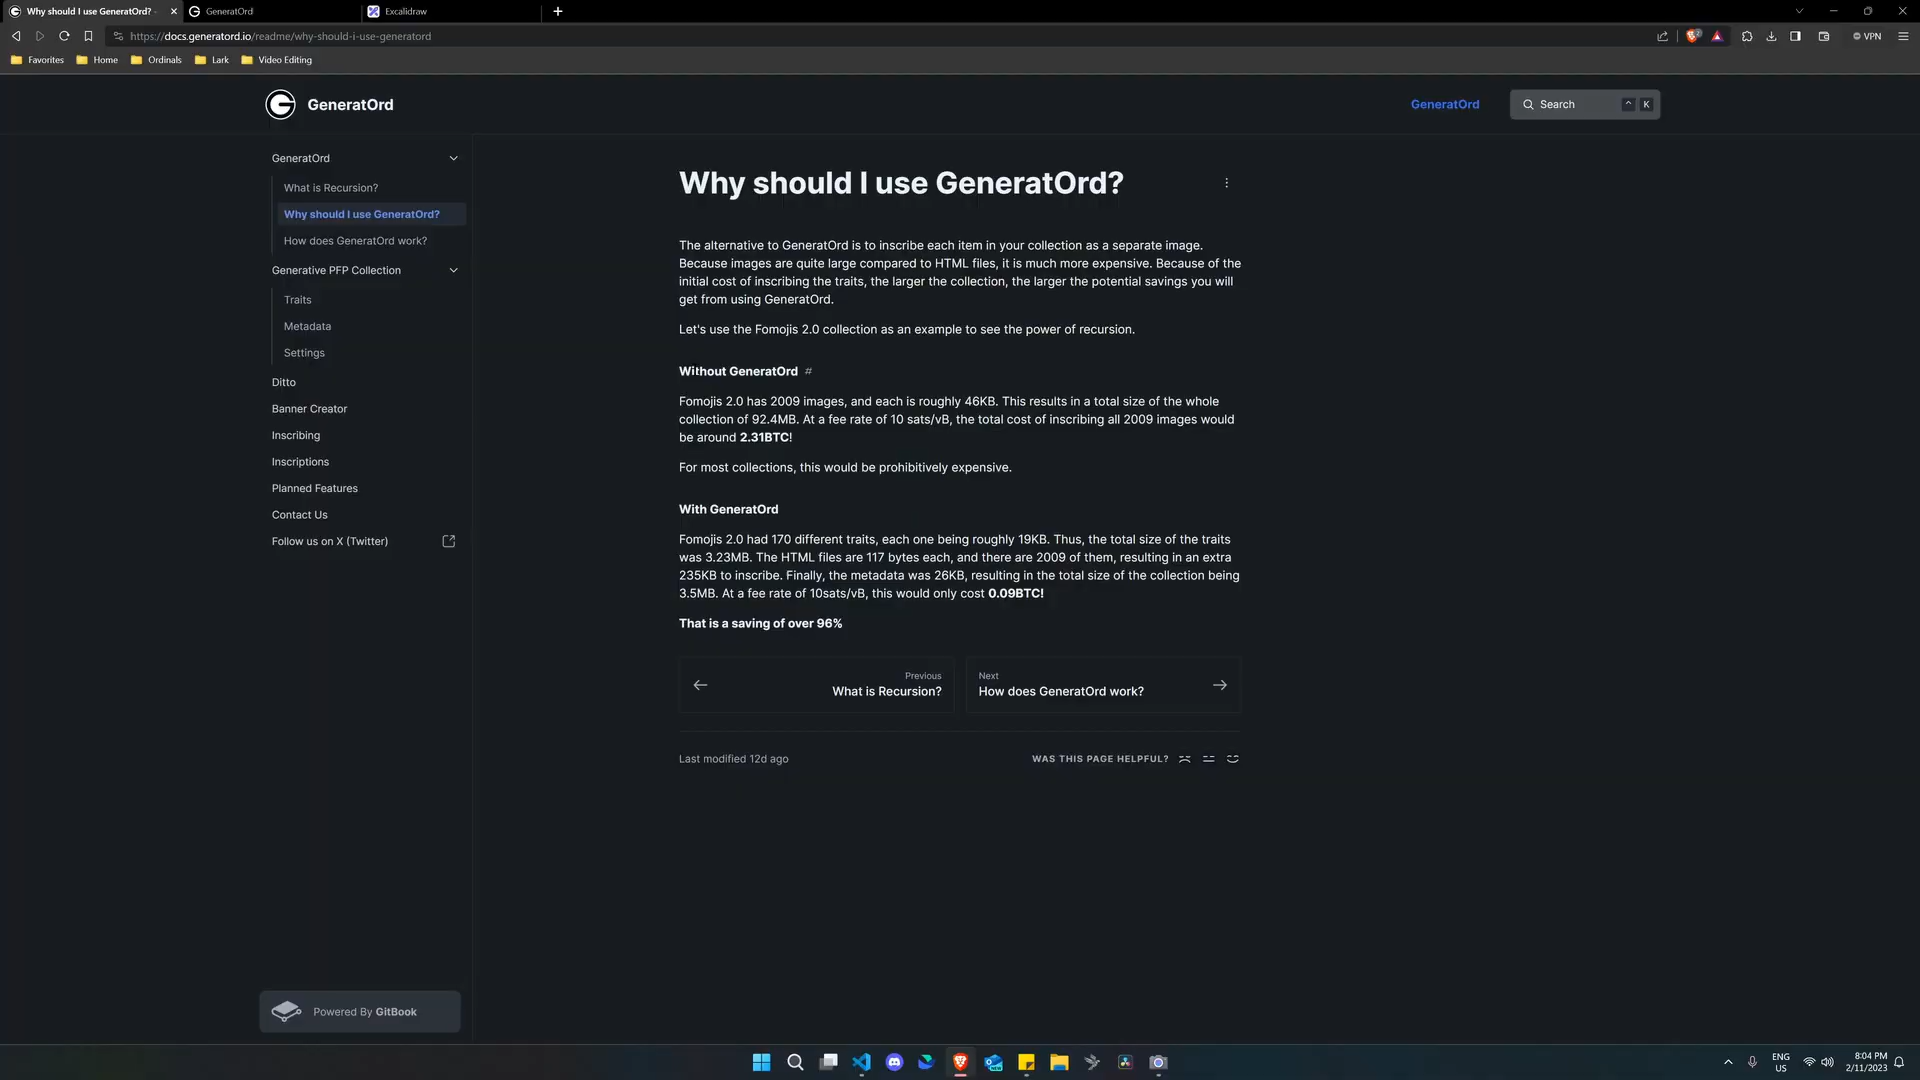 Why should I use GeneratOrd?
GeneratOrd
Excalidraw
https://docs.generatord.io/readme/why-should-i-use-generatord
2
VPN
Favorites
Home
Ordinals
Lark
Video Editing
GeneratOrd
GeneratOrd
Search
^ K
GeneratOrd
What is Recursion?
Why should I use GeneratOrd?
How does GeneratOrd work?
Generative PFP Collection
Traits
Metadata
Settings
Ditto
Banner Creator
Inscribing
Inscriptions
Planned Features
Contact Us
Follow us on X (Twitter)
Powered By GitBook
Why should I use GeneratOrd?
The alternative to GeneratOrd is to inscribe each item in your collection as a separate image.
Because images are quite large compared to HTML files, it is much more expensive. Because of the
initial cost of inscribing the traits, the larger the collection, the larger the potential savings you will
get from using GeneratOrd.
Let's use the Fomojis 2.0 collection as an example to see the power of recursion.
Without GeneratOrd #
Fomojis 2.0 has 2009 images, and each is roughly 46KB. This results in a total size of the whole
collection of 92.4MB. At a fee rate of 10 sats/vB, the total cost of inscribing all 2009 images would
be around 2.31BTC!
For most collections, this would be prohibitively expensive.
With GeneratOrd
Fomojis 2.0 had 170 different traits, each one being roughly 19KB. Thus, the total size of the traits
was 3.23MB. The HTML files are 117 bytes each, and there are 2009 of them, resulting in an extra
235KB to inscribe. Finally, the metadata was 26KB, resulting in the total size of the collection being
3.5MB. At a fee rate of 10sats/vB, this would only cost 0.09BTC!
That is a saving of over 96%
Previous
What is Recursion?
Next
How does GeneratOrd work?
Last modified 12d ago
WAS THIS PAGE HELPFUL?
ENG
US
8:04 PM
2/11/2023